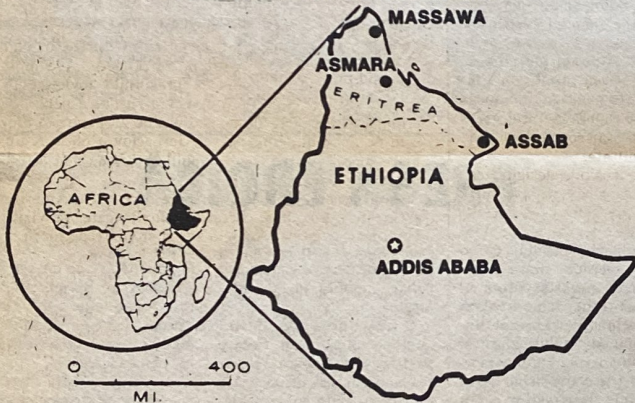 MASSAWA
ASMARA
ERITREA
ASSAB
ETHIOPIA
AFRICA
ADDIS ABABA
0 400
MI.